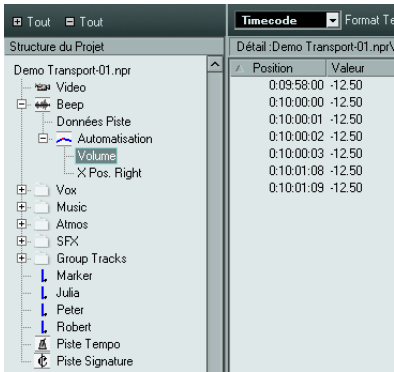 Tout Tout
Timecode Format Te
Structure du Projet
Détail :Demo Transport-01.npr\
Demo Transport-01.npr
Video
Beep
Données Piste
Automatisation
Volume
X Pos. Right
Vox
Music
Atmos
SFX
Group Tracks
Marker
Julia
Peter
Robert
Piste Tempo
Piste Signature
Position Valeur
0:09:58:00 -12.50
0:10:00:00 -12.50
0:10:00:01 -12.50
0:10:00:02 -12.50
0:10:00:03 -12.50
0:10:01:08 -12.50
0:10:01:09 -12.50